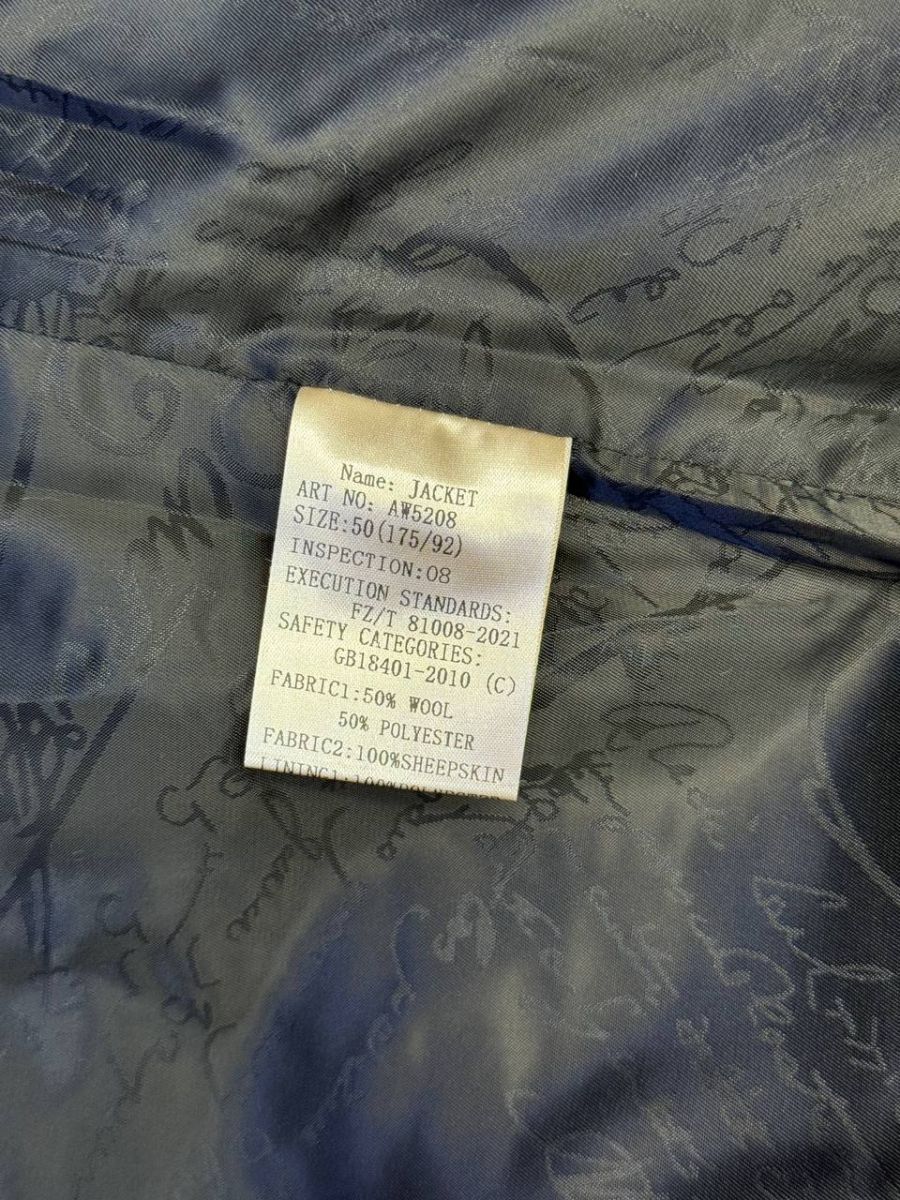 Name: JACKET
ART NO: AW5208
SIZE:50(175/92)
INSPECTION:08
EXECUTION STANDARDS:
FZ/T 81008-2021
SAFETY CATEGORIES:
GB18401-2010 (C)
FABRIC1:50% WOOL
50% POLYESTER
FABRIC2:100%SHEEPSKIN
LINING1: